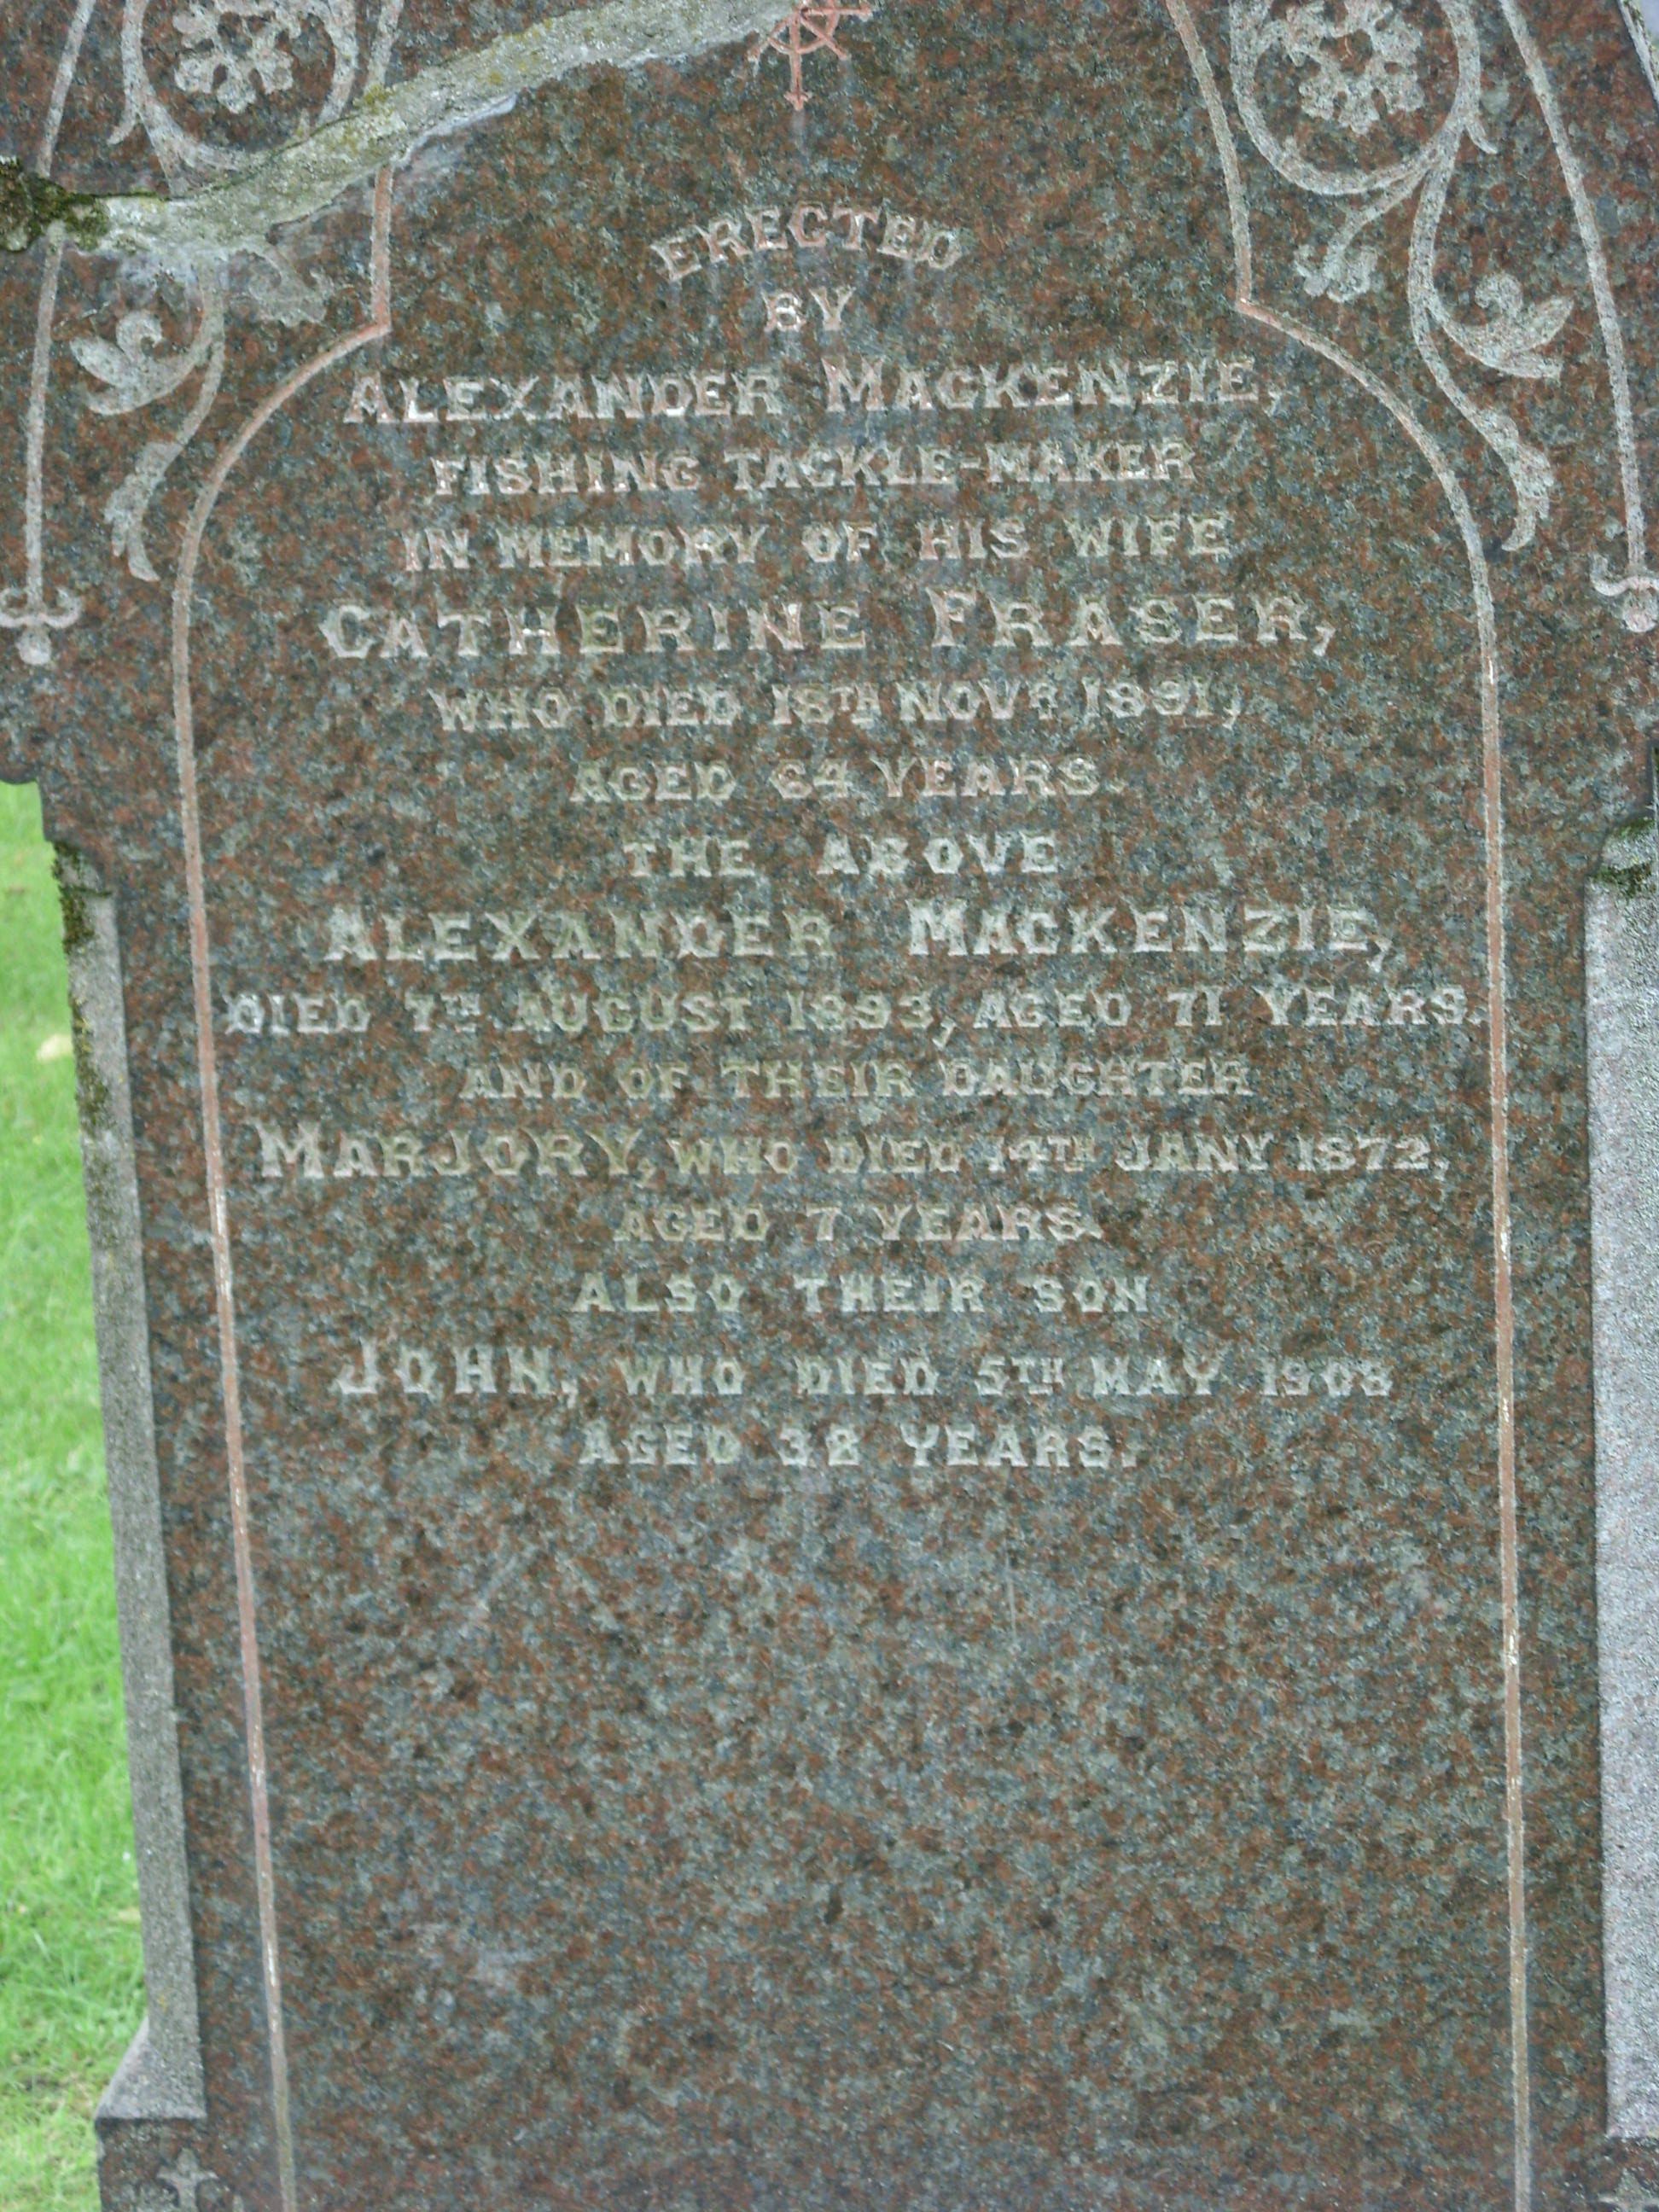 ERECTED
BY
ALEXANDER MACKENZIE,
FISHING TACKLE-MAKER
IN MEMORY OF HIS WIFE
CATHERINE FRASER,
WHO DIED 18TH NOVR 1891,
AGED 64 YEARS.
THE ABOVE
ALEXANDER MACKENZIE,
DIED 7TH AUGUST 1893, AGED 71 YEARS.
AND OF THEIR DAUGHTER
MARJORY, WHO DIED 14TH JANY 1872,
AGED 7 YEARS.
ALSO THEIR SON
JOHN, WHO DIED 5TH MAY 1908
AGED 38 YEARS.